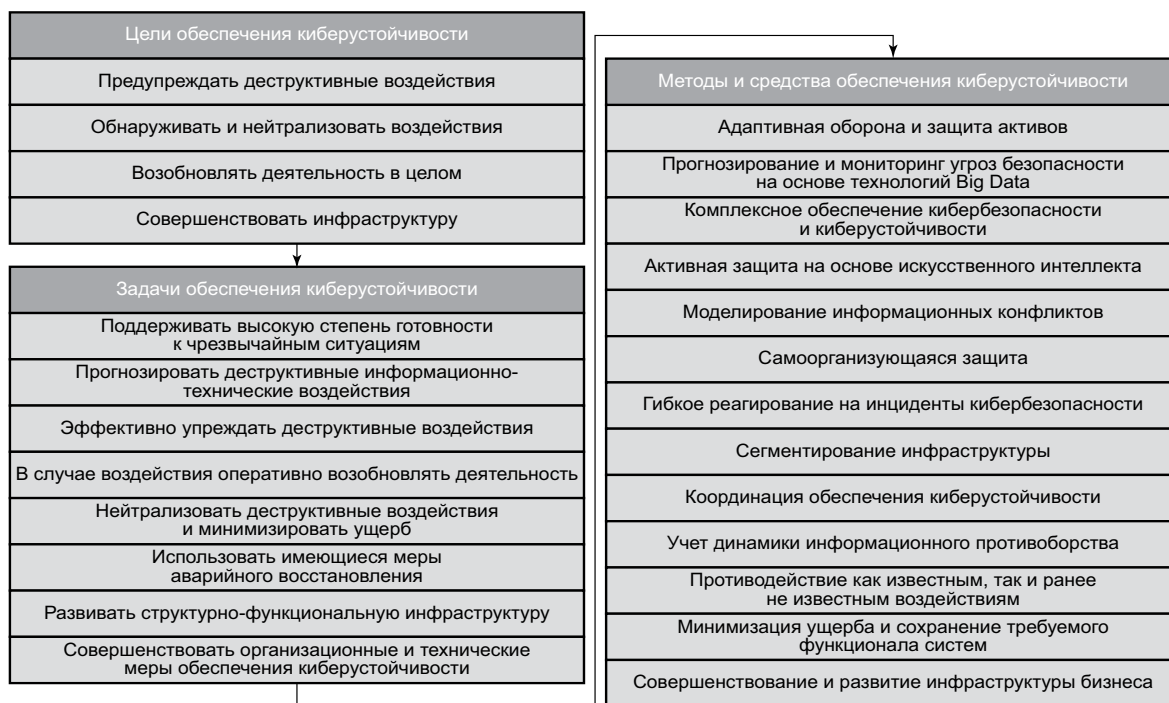 Цели обеспечения киберустойчивости
Предупреждать деструктивные воздействия
Обнаруживать и нейтрализовать воздействия
Возобновлять деятельность в целом
Совершенствовать инфраструктуру
Задачи обеспечения киберустойчивости
Поддерживать высокую степень готовности
к чрезвычайным ситуациям
Прогнозировать деструктивные информационно-
технические воздействия
Эффективно упреждать деструктивные воздействия
В случае воздействия оперативно возобновлять деятельность
Нейтрализовать деструктивные воздействия
и минимизировать ущерб
Использовать имеющиеся меры
аварийного восстановления
Развивать структурно-функциональную инфраструктуру
Совершенствовать организационные и технические
меры обеспечения киберустойчивости
Методы и средства обеспечения киберустойчивости
Адаптивная оборона и защита активов
Прогнозирование и мониторинг угроз безопасности
на основе технологий Big Data
Комплексное обеспечение кибербезопасности
и киберустойчивости
Активная защита на основе искусственного интеллекта
Моделирование информационных конфликтов
Самоорганизующаяся защита
Гибкое реагирование на инциденты кибербезопасности
Сегментирование инфраструктуры
Координация обеспечения киберустойчивости
Учет динамики информационного противоборства
Противодействие как известным, так и ранее
не известным воздействиям
Минимизация ущерба и сохранение требуемого
функционала систем
Совершенствование и развитие инфраструктуры бизнеса